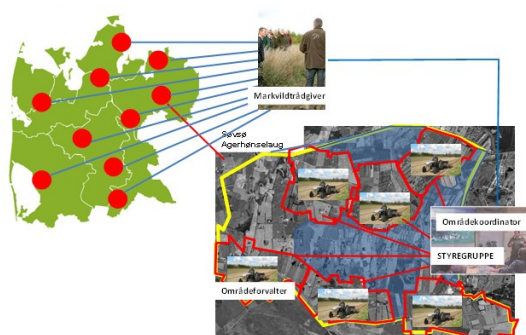 Markvildtrådgiver
Søvsø
Agerhønselaug
Områdekoordinator
STYREGRUPPE
Områdeforvalter